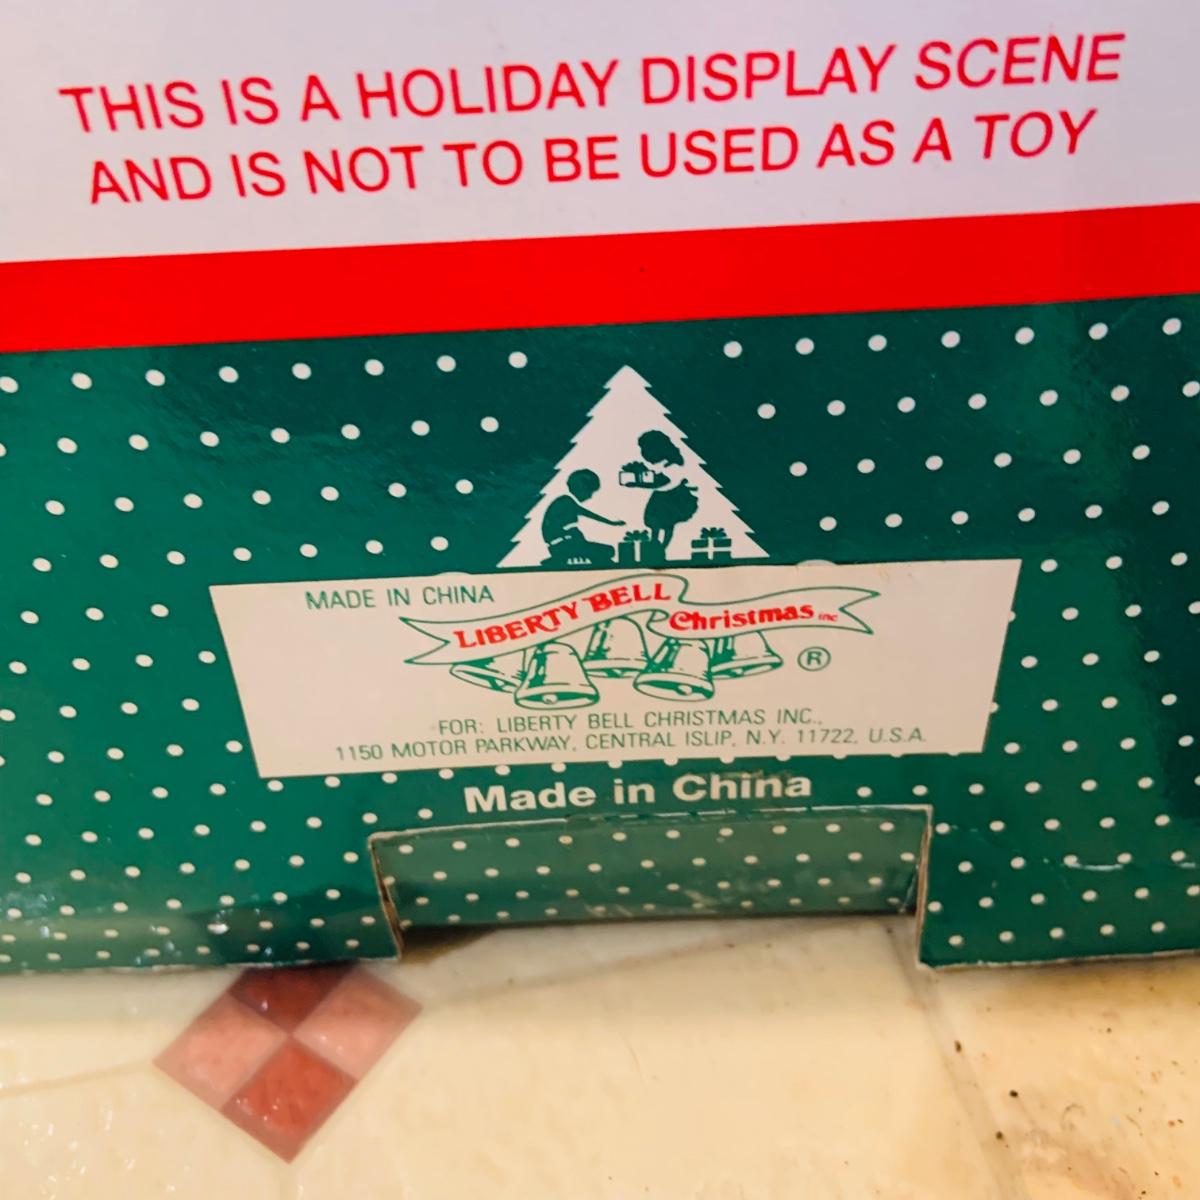 THIS IS A HOLIDAY DISPLAY SCENE
AND IS NOT TO BE USED AS A TOY
MADE IN CHINA
LIBERTY BELL Christmas inc
®
FOR: LIBERTY BELL CHRISTMAS INC.,
1150 MOTOR PARKWAY, CENTRAL ISLIP, N.Y. 11722, U.S.A.
Made in China